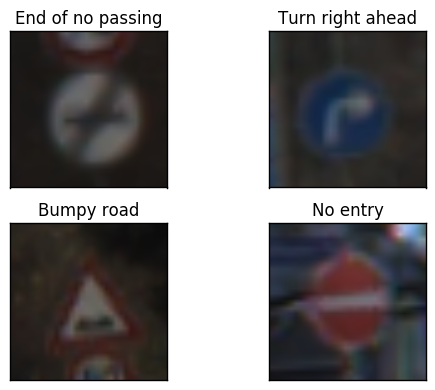 End of no passing
Turn right ahead
Bumpy road
No entry